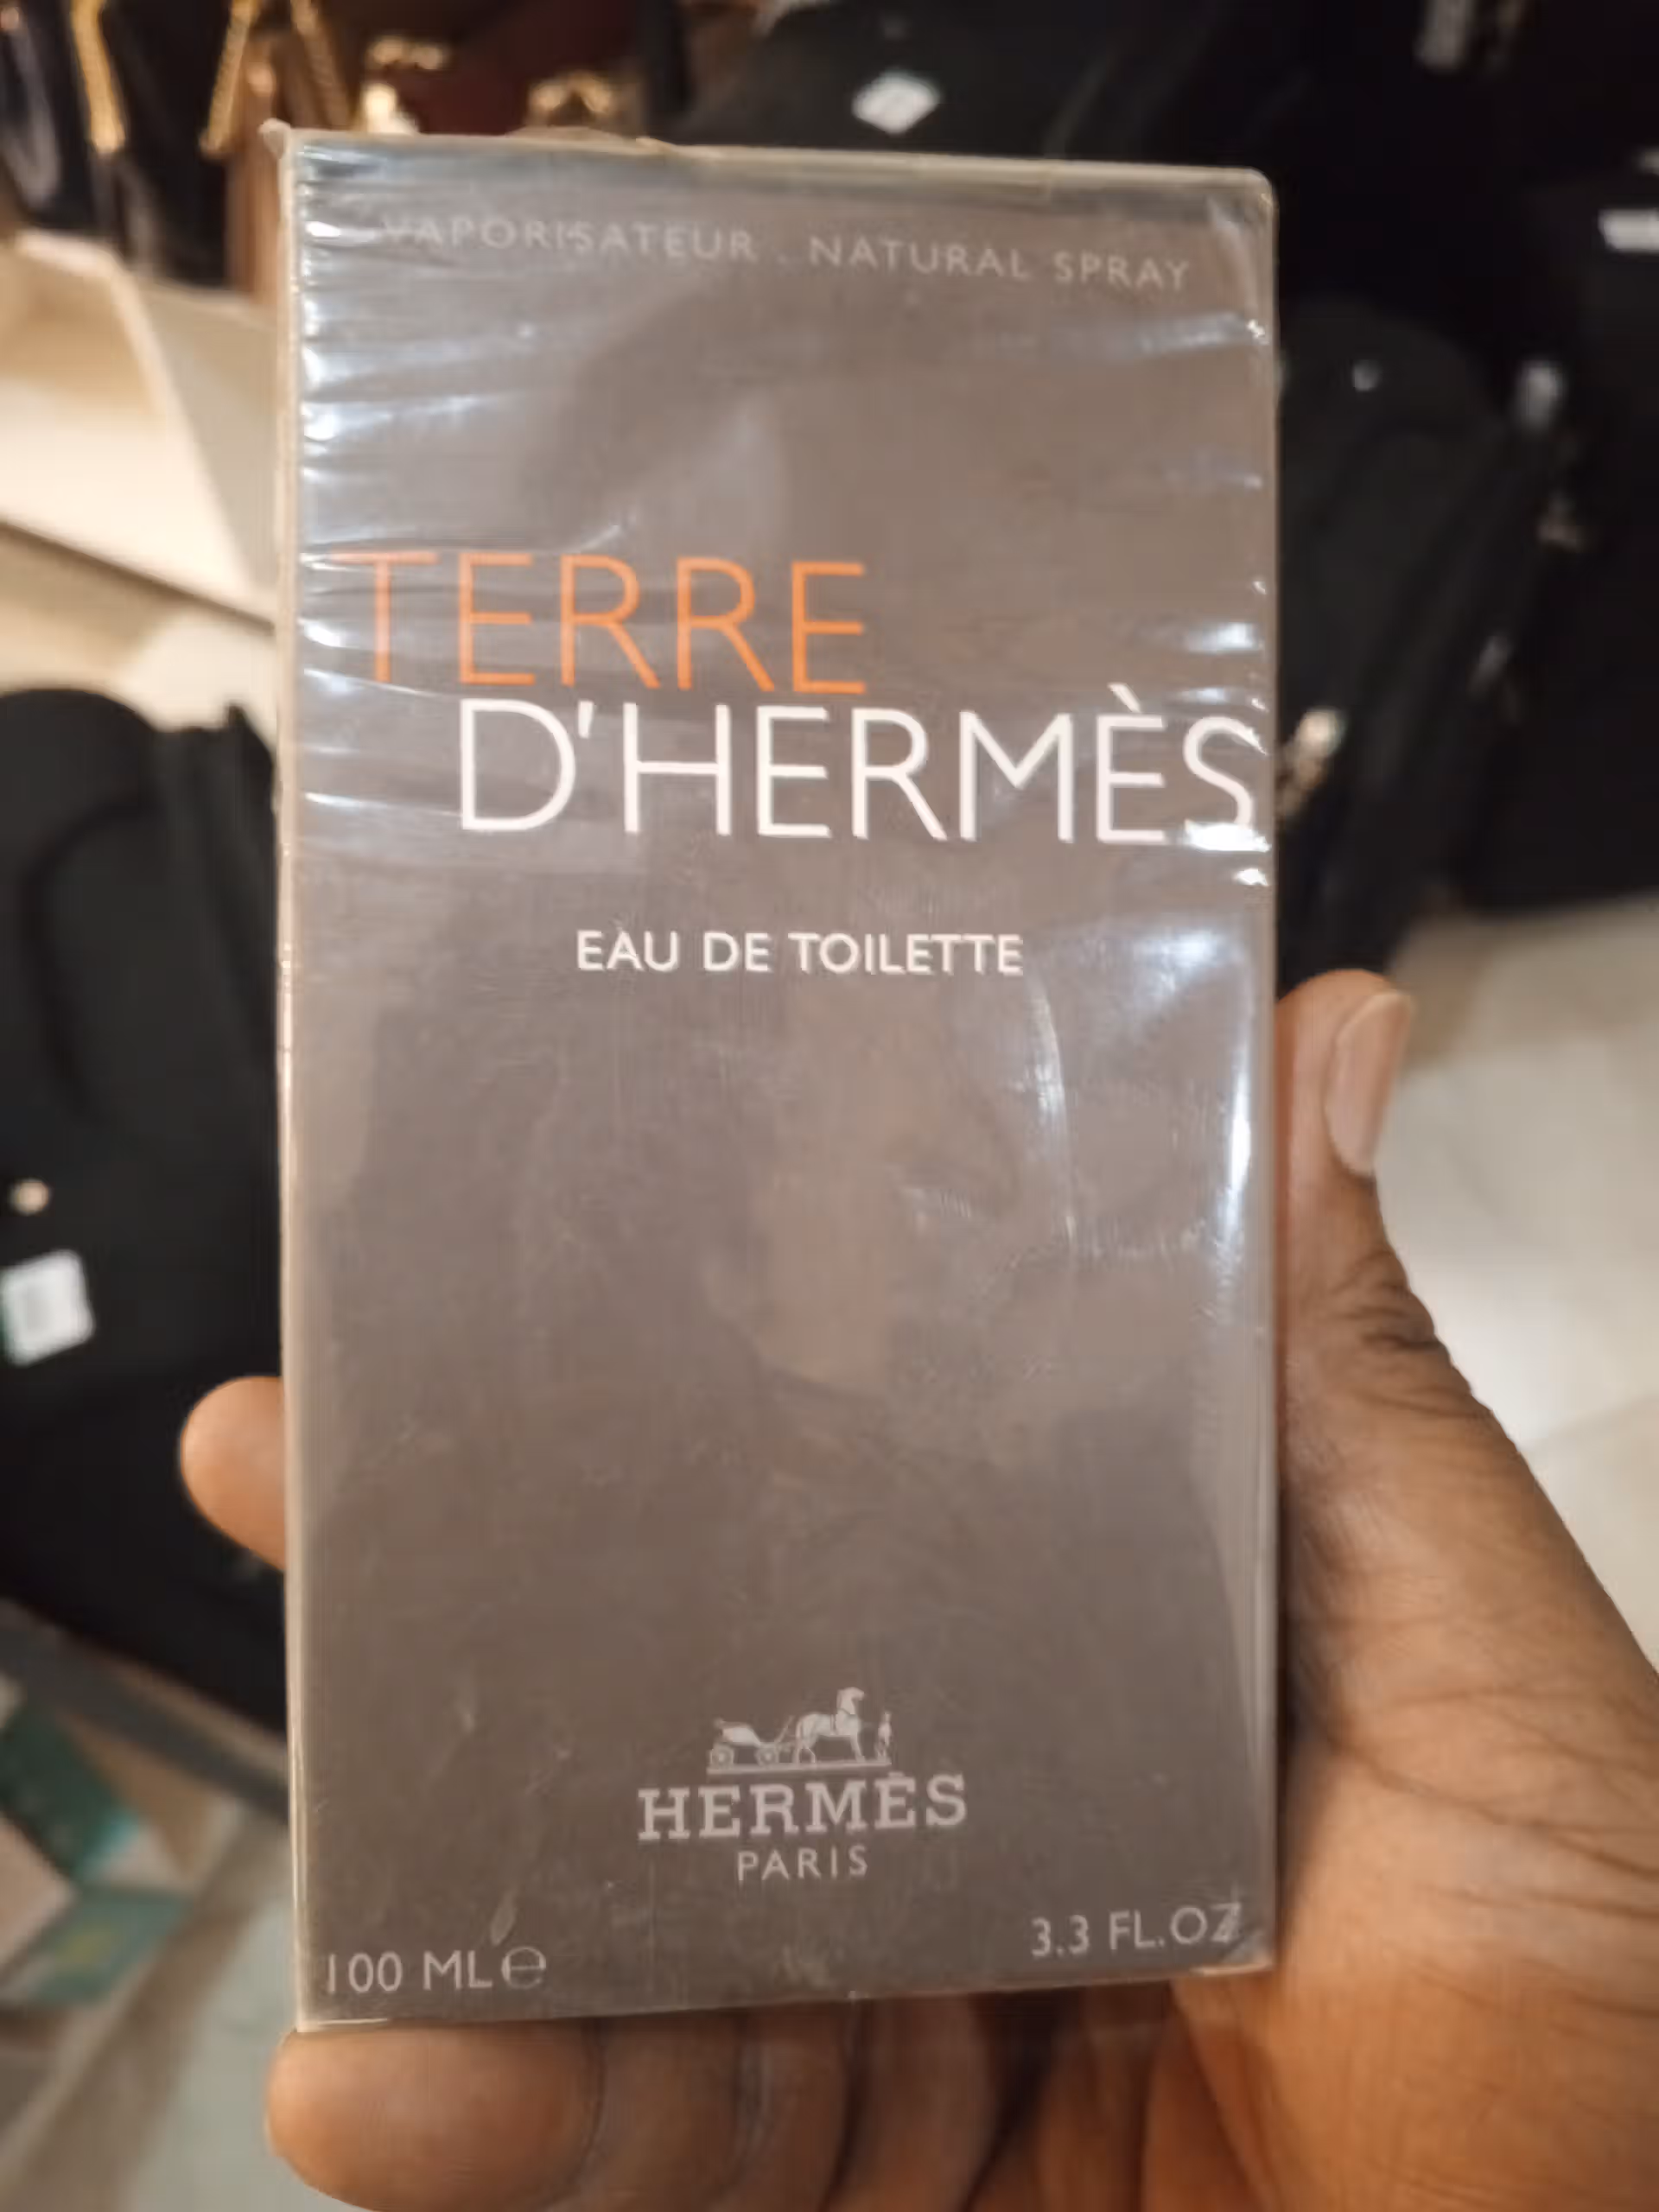 VAPORISATEUR . NATURAL SPRAY
TERRE
D'HERMÈS
EAU DE TOILETTE
HERMÈS
PARIS
100 ML ℮
3.3 FL.OZ